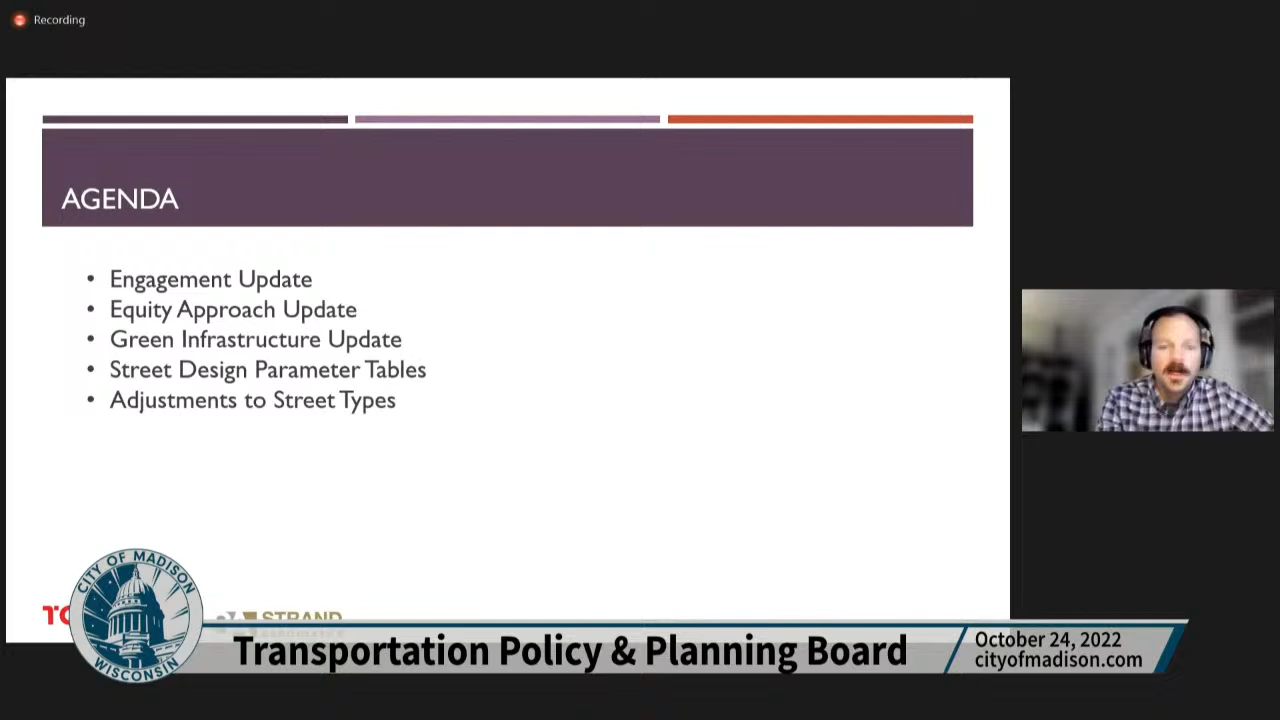 Recording
AGENDA
• Engagement Update
• Equity Approach Update
• Green Infrastructure Update
• Street Design Parameter Tables
• Adjustments to Street Types
STRAND
CITY OF MADISON
WISCONSIN
Transportation Policy & Planning Board
October 24, 2022
cityofmadison.com